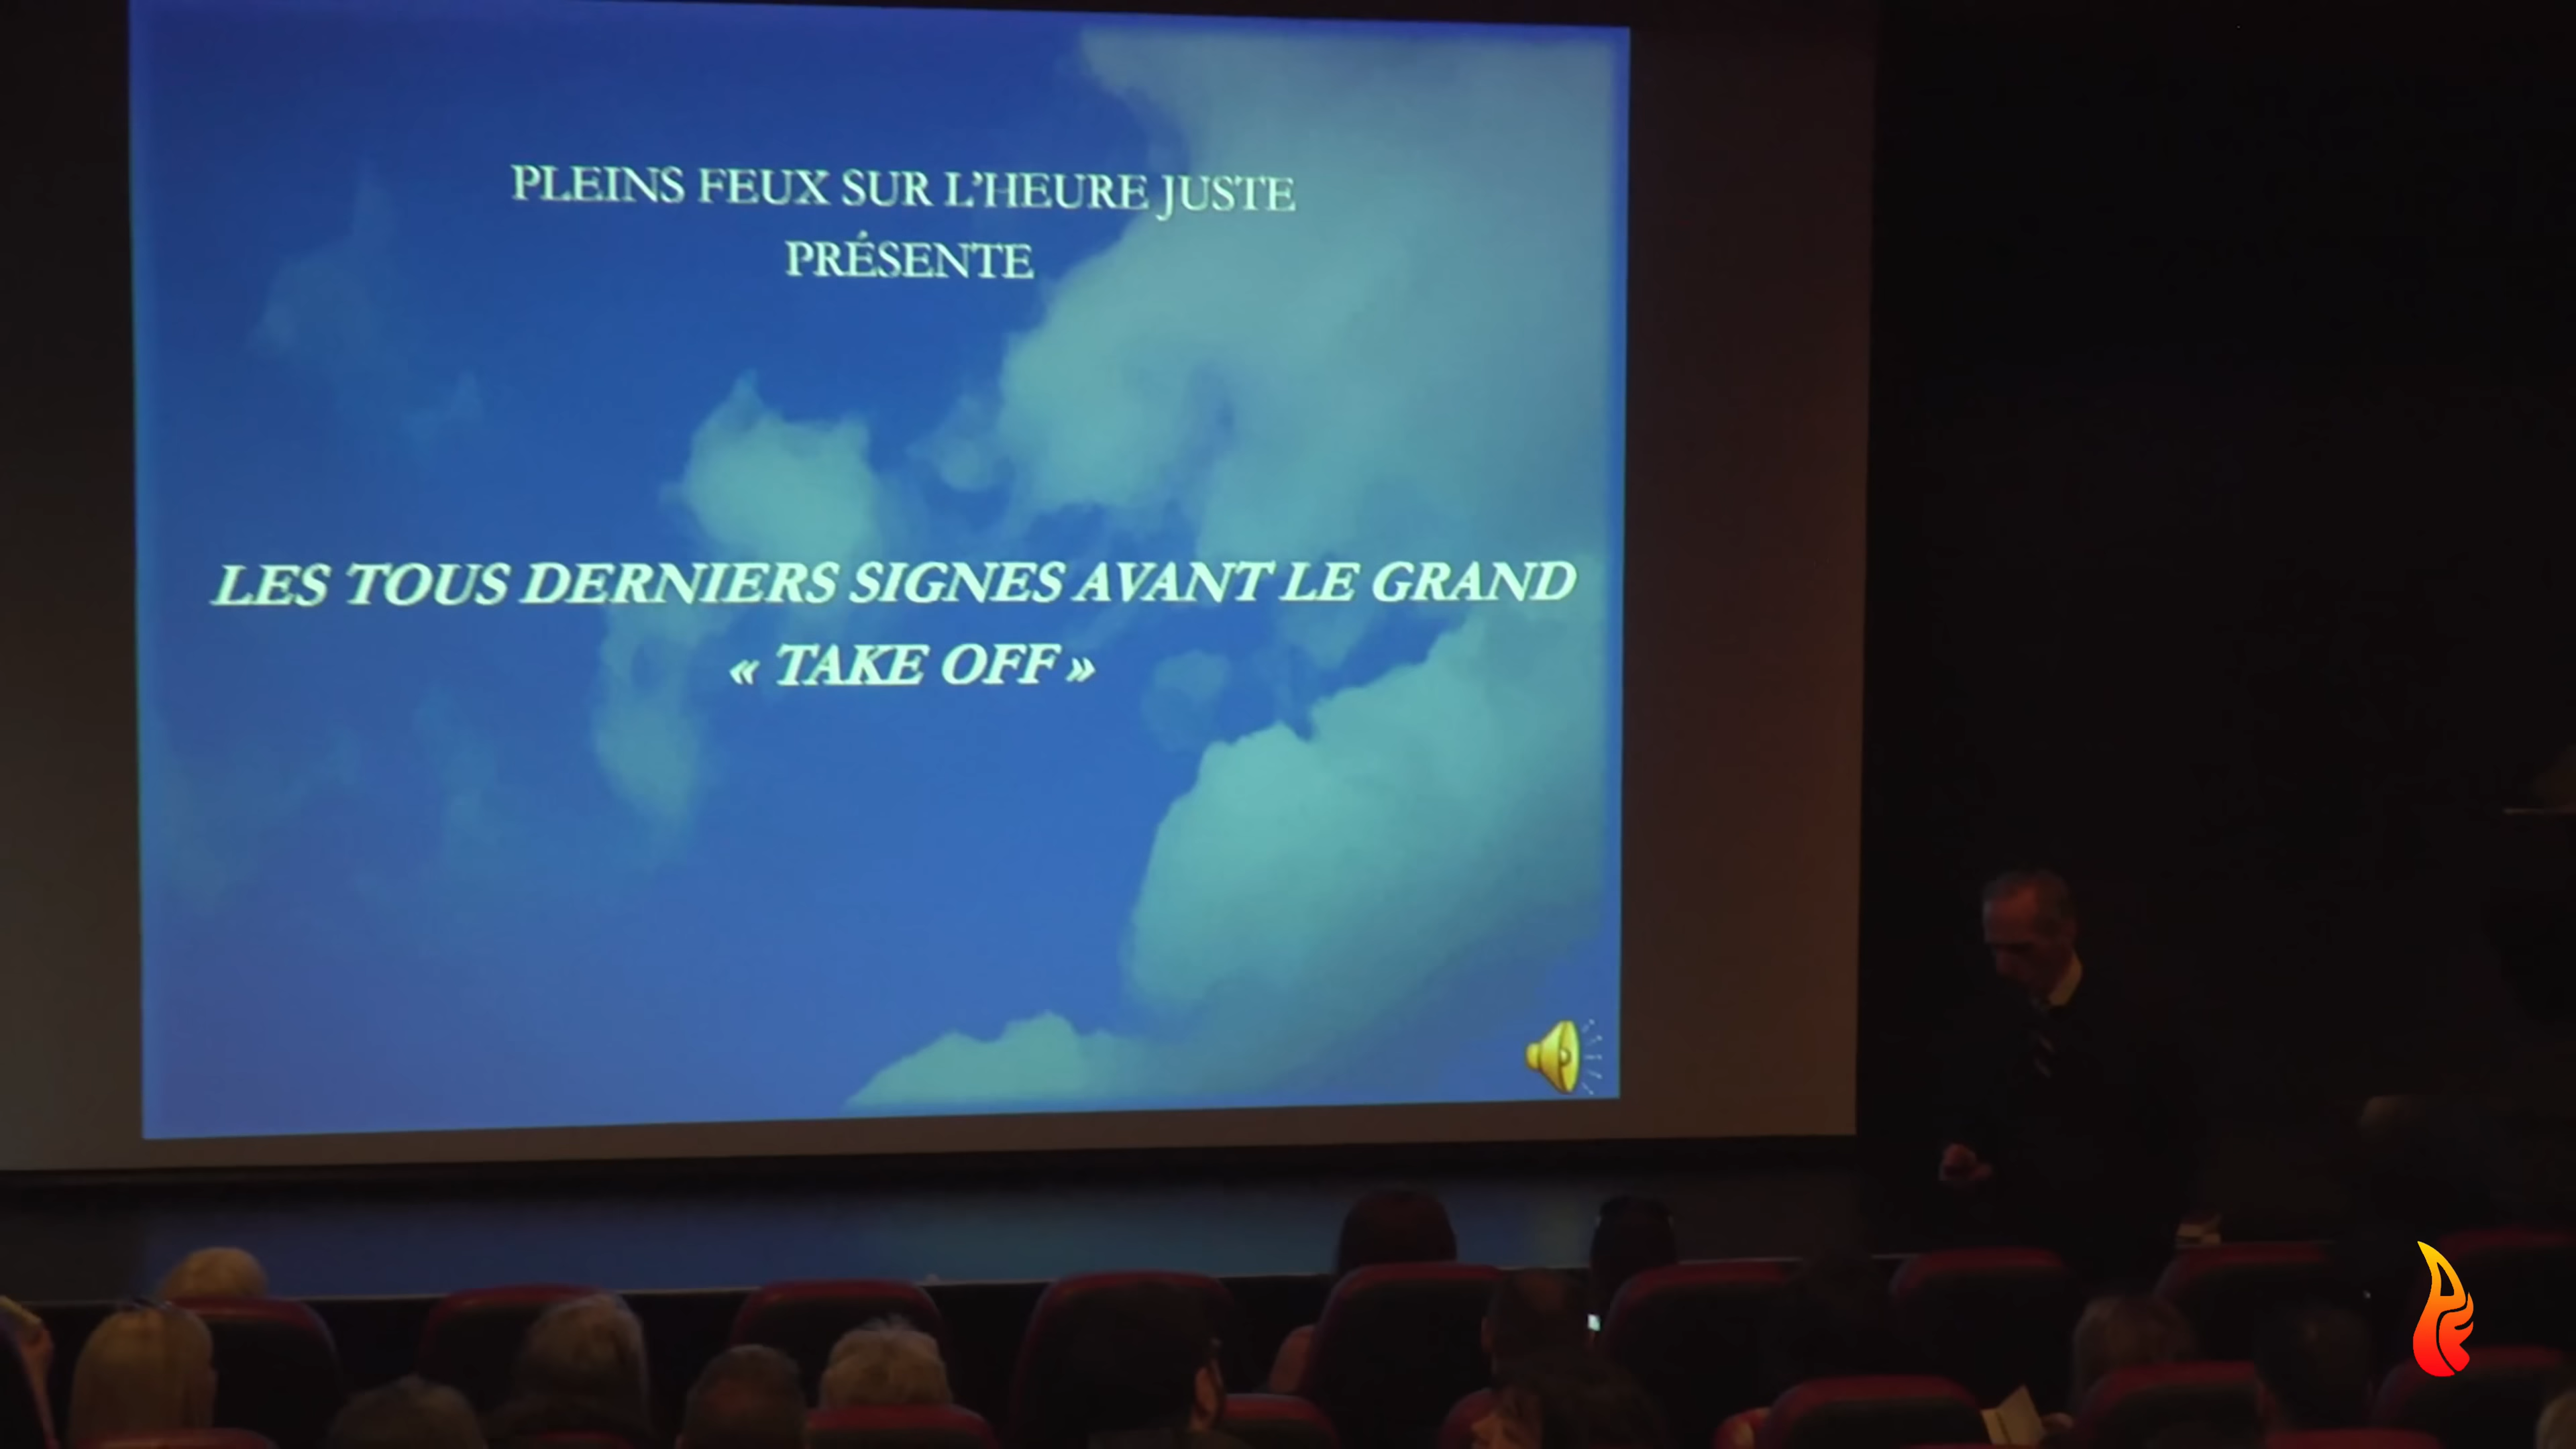 PLEINS FEUX SUR L'HEURE JUSTE
PRÉSENTE
LES TOUS DERNIERS SIGNES AVANT LE GRAND
« TAKE OFF »